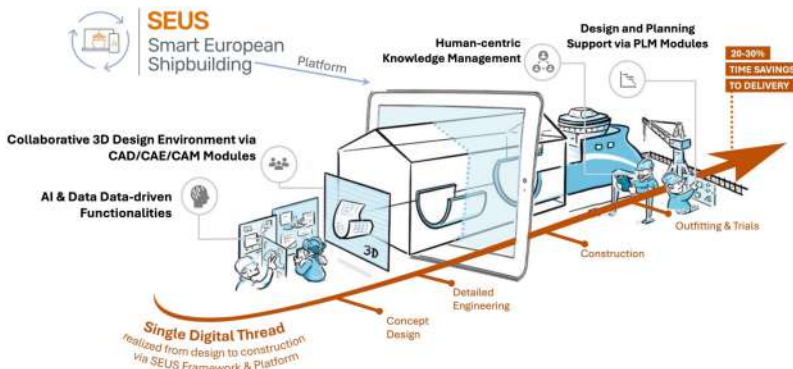 SEUS
Smart European
Shipbuilding
Platform
Human-centric
Knowledge Management
Design and Planning
Support via PLM Modules
20-30%
TIME SAVINGS
TO DELIVERY
Collaborative 3D Design Environment via
CAD/CAE/CAM Modules
AI & Data Data-driven
Functionalities
3D
Outfitting & Trials
Construction
Detailed
Engineering
Concept
Design
Single Digital Thread
realized from design to construction
via SEUS Framework & Platform